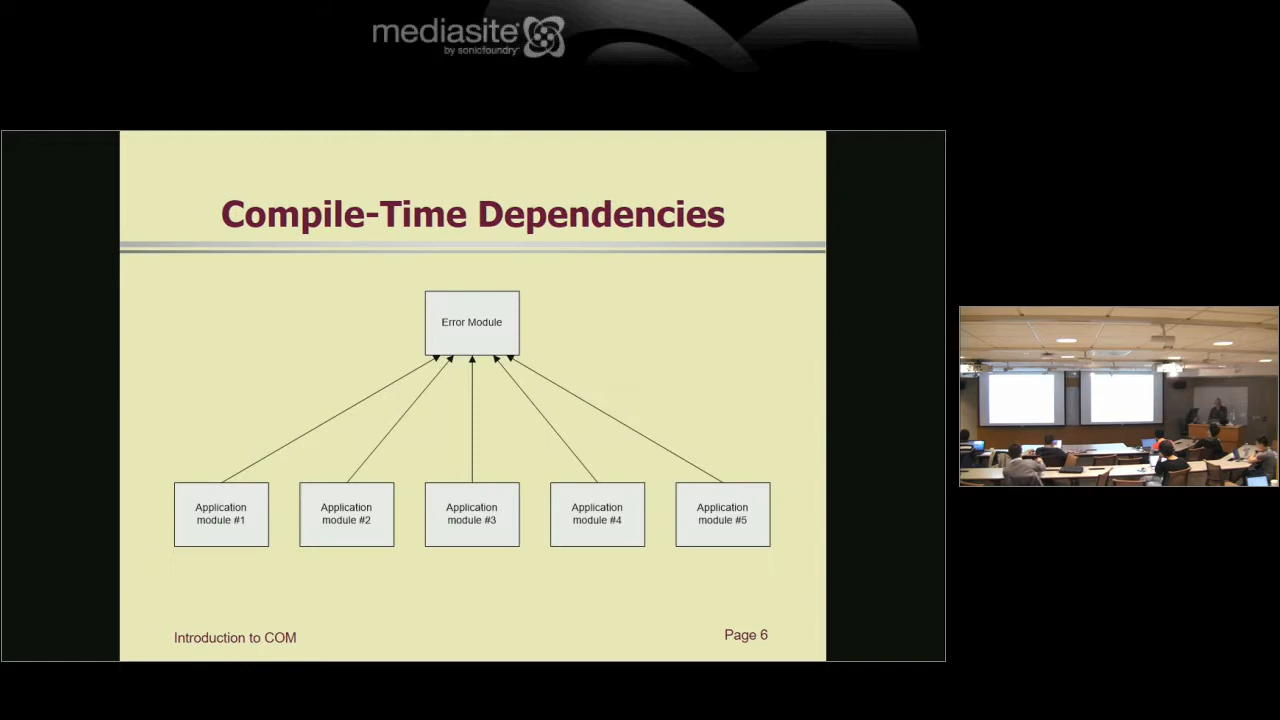 mediasite
by sonicfoundry
Compile-Time Dependencies
Error Module
Application
module #1
Application
module #2
Application
module #3
Application
module #4
Application
module #5
Introduction to COM
Page 6